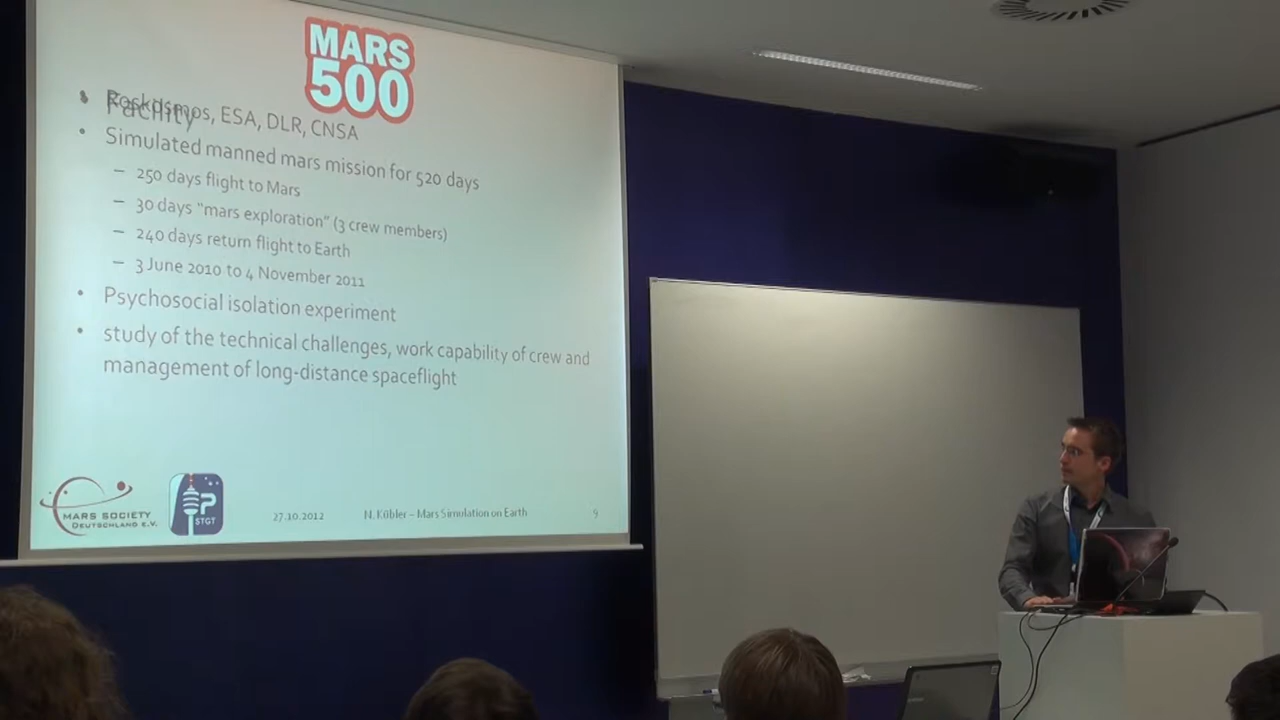 MARS
500
Roskosmos, ESA, DLR, CNSA
Facility
• Simulated manned mars mission for 520 days
– 250 days flight to Mars
– 30 days "mars exploration" (3 crew members)
– 240 days return flight to Earth
– 3 June 2010 to 4 November 2011
• Psychosocial isolation experiment
• study of the technical challenges, work capability of crew and
management of long-distance spaceflight
MARS SOCIETY
DEUTSCHLAND E.V.
P
STGT
27.10.2012 N. Kübler – Mars Simulation on Earth 9